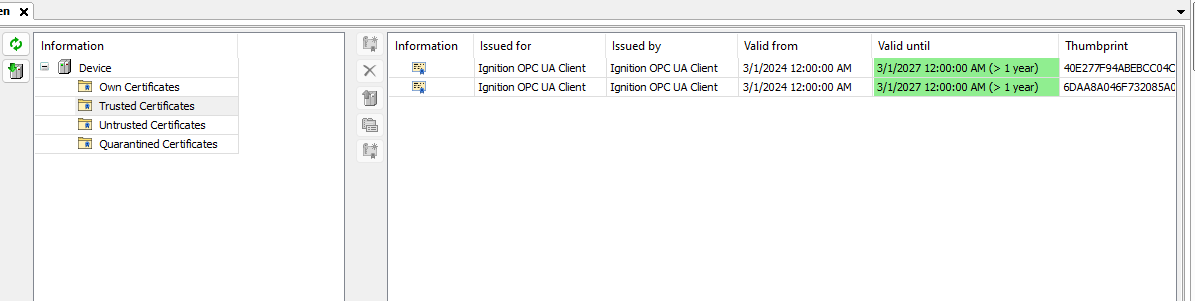 en
Information
Device
Own Certificates
Trusted Certificates
Untrusted Certificates
Quarantined Certificates
Information Issued for Issued by Valid from Valid until Thumbprint
Ignition OPC UA Client Ignition OPC UA Client 3/1/2024 12:00:00 AM 3/1/2027 12:00:00 AM (> 1 year) 40E277F94ABEBCC04C
Ignition OPC UA Client Ignition OPC UA Client 3/1/2024 12:00:00 AM 3/1/2027 12:00:00 AM (> 1 year) 6DAA8A046F732085A0